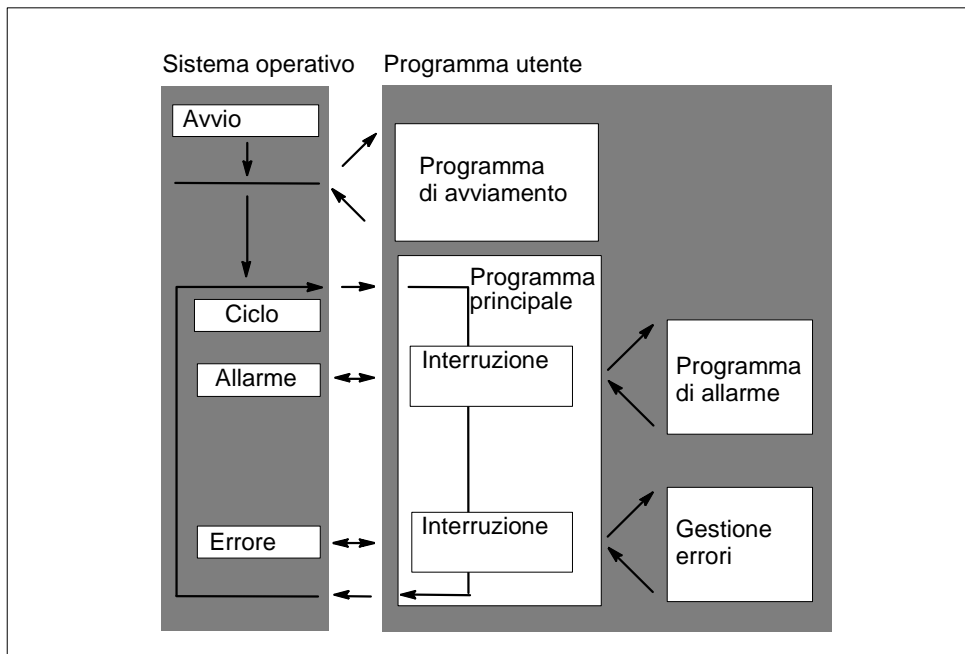 Sistema operativo
Programma utente
Avvio
Programma
di avviamento
Programma
principale
Ciclo
Interruzione
Allarme
Programma
di allarme
Interruzione
Errore
Gestione
errori